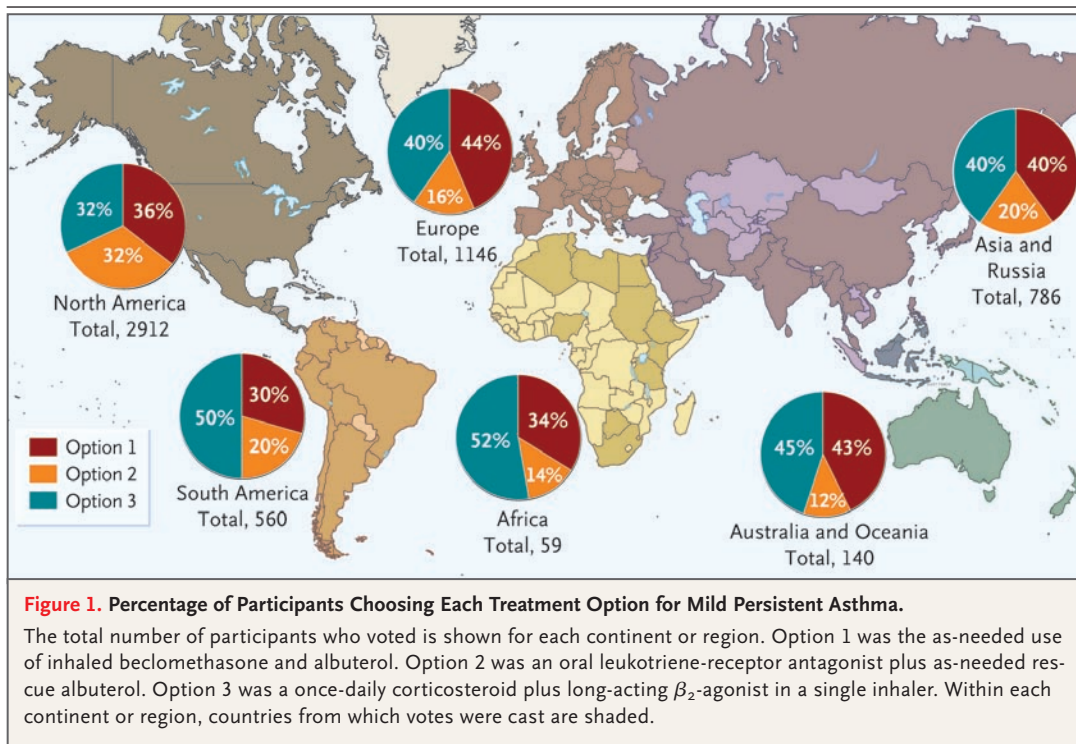 40%
44%
16%
Europe
Total, 1146
32%
36%
32%
North America
Total, 2912
40%
40%
20%
Asia and
Russia
Total, 786
50%
30%
20%
South America
Total, 560
52%
34%
14%
Africa
Total, 59
45%
43%
12%
Australia and Oceania
Total, 140
Option 1
Option 2
Option 3
Figure 1. Percentage of Participants Choosing Each Treatment Option for Mild Persistent Asthma.
The total number of participants who voted is shown for each continent or region. Option 1 was the as-needed use
of inhaled beclomethasone and albuterol. Option 2 was an oral leukotriene-receptor antagonist plus as-needed res-
cue albuterol. Option 3 was a once-daily corticosteroid plus long-acting β₂-agonist in a single inhaler. Within each
continent or region, countries from which votes were cast are shaded.